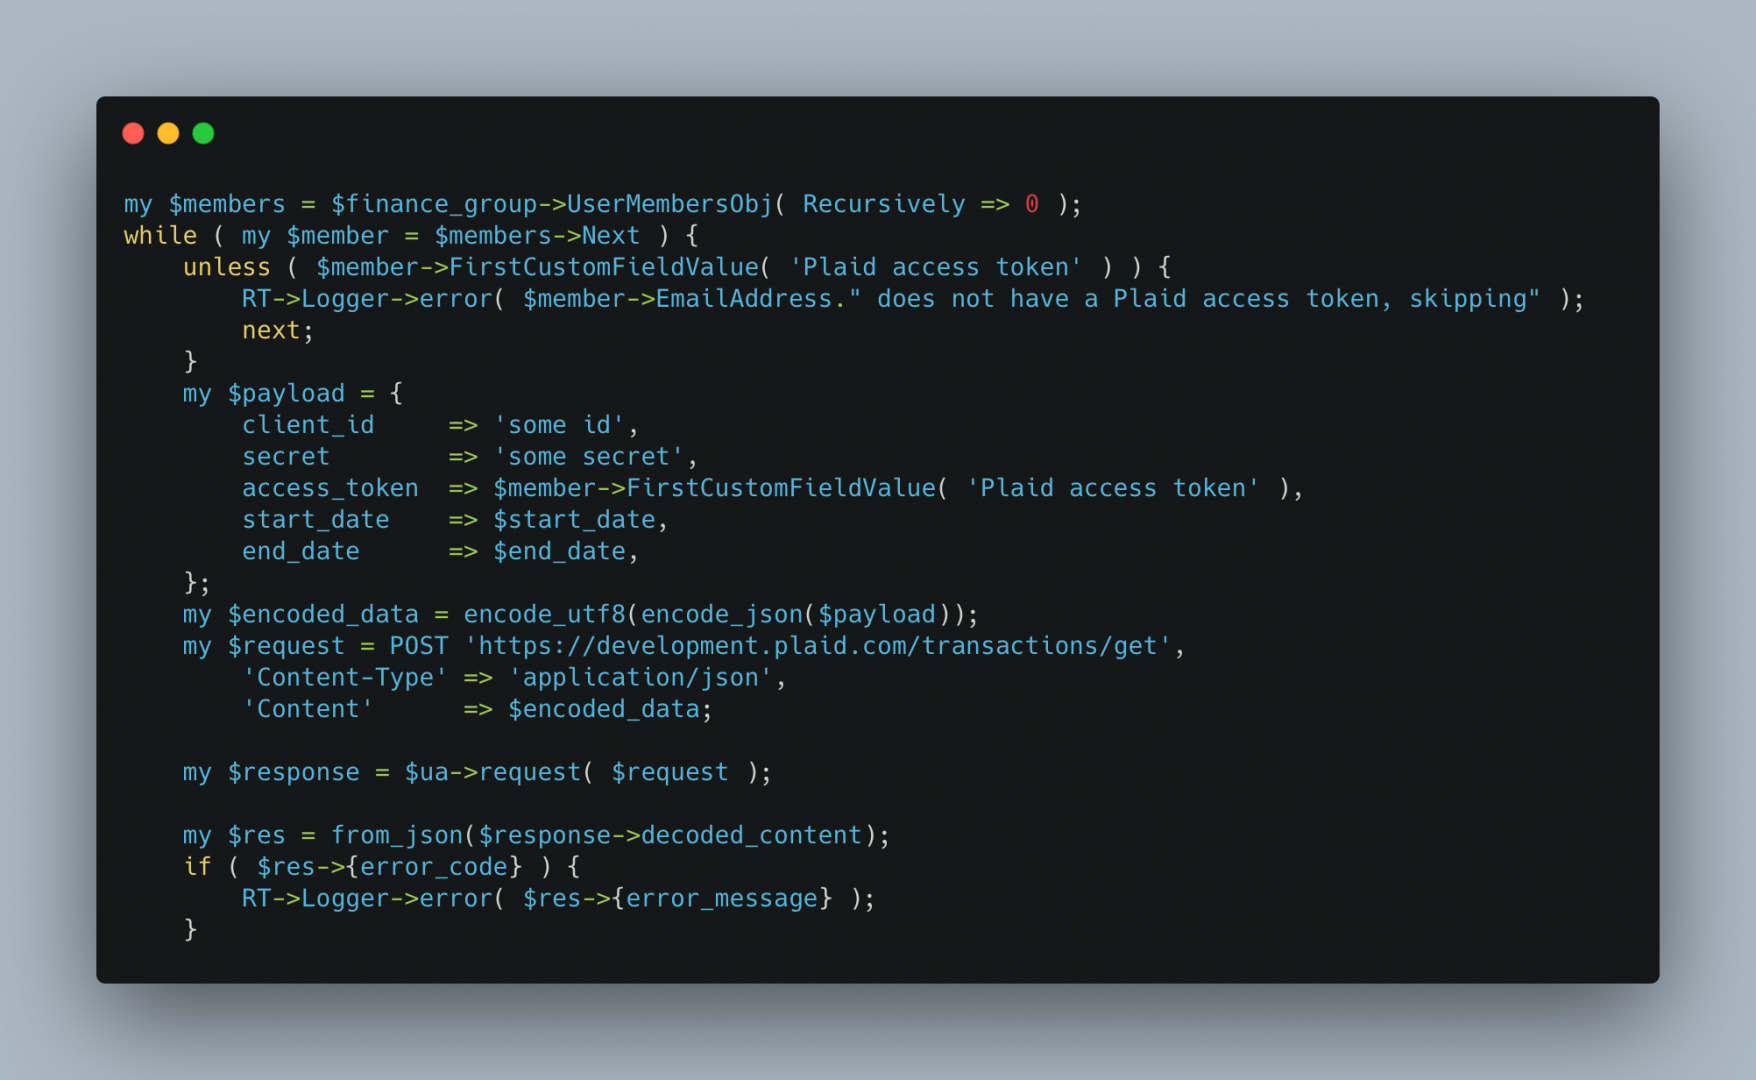 my $members = $finance_group->UserMembersObj( Recursively => 0 );
while ( my $member = $members->Next ) {
    unless ( $member->FirstCustomFieldValue( 'Plaid access token' ) ) {
        RT->Logger->error( $member->EmailAddress." does not have a Plaid access token, skipping" );
        next;
    }
    my $payload = {
        client_id     => 'some id',
        secret        => 'some secret',
        access_token  => $member->FirstCustomFieldValue( 'Plaid access token' ),
        start_date    => $start_date,
        end_date      => $end_date,
    };
    my $encoded_data = encode_utf8(encode_json($payload));
    my $request = POST 'https://development.plaid.com/transactions/get',
        'Content-Type' => 'application/json',
        'Content'      => $encoded_data;

    my $response = $ua->request( $request );

    my $res = from_json($response->decoded_content);
    if ( $res->{error_code} ) {
        RT->Logger->error( $res->{error_message} );
    }